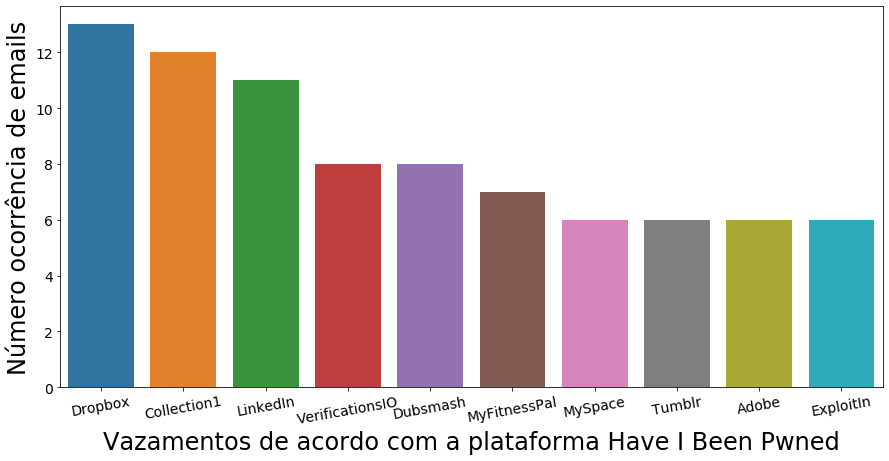 Número ocorrência de emails
12
10
8
6
4
2
0
Dropbox
Collection1
LinkedIn
VerificationsIO
Dubsmash
MyFitnessPal
MySpace
Tumblr
Adobe
ExploitIn
Vazamentos de acordo com a plataforma Have I Been Pwned